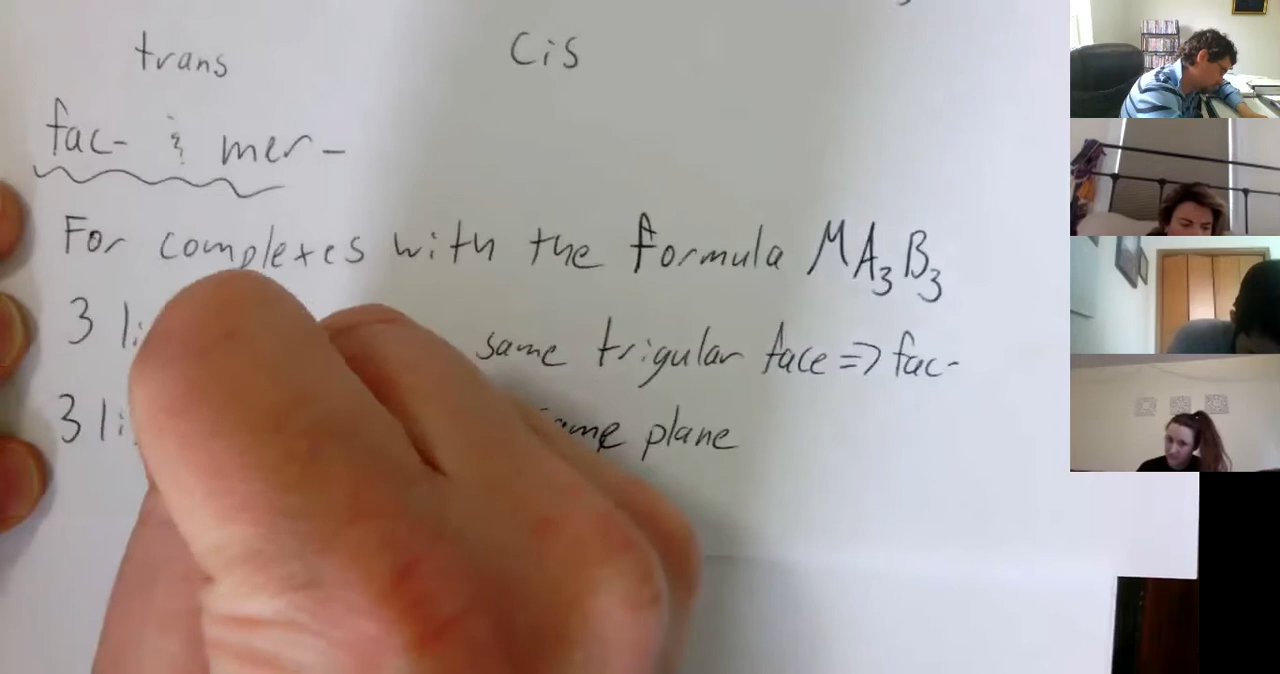 trans cis
fac- & mer-
For complexes with the formula MA3B3
3 same trigular face => fac-
3 plane